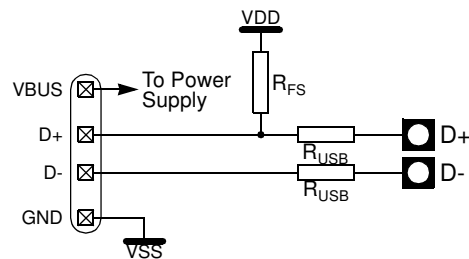 VDD
VBUS
To Power
Supply
RFS
D+
D+
RUSB
D-
D-
RUSB
GND
VSS